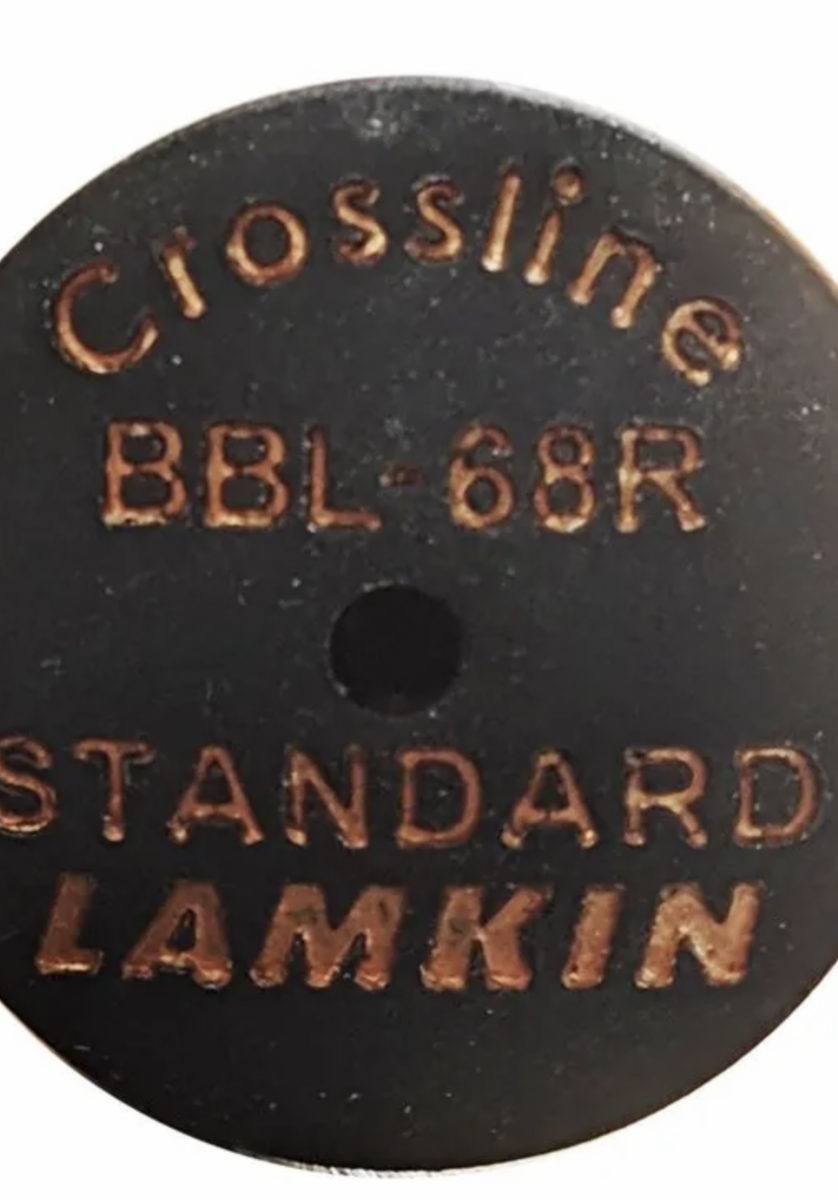 Crossline
BBL-68R
STANDARD
LAMKIN